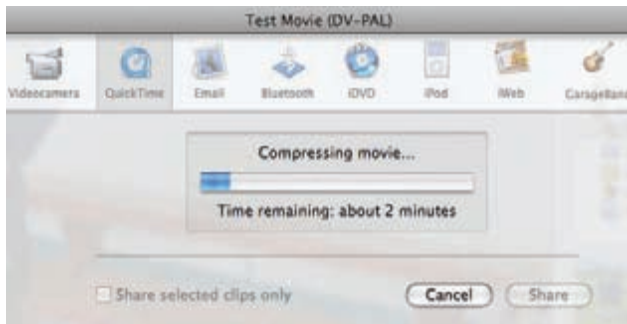 Test Movie (DV-PAL)
Videocamera QuickTime Email Bluetooth iDVD iPod iWeb GarageBand
Compressing movie...
Time remaining: about 2 minutes
Share selected clips only
Cancel Share